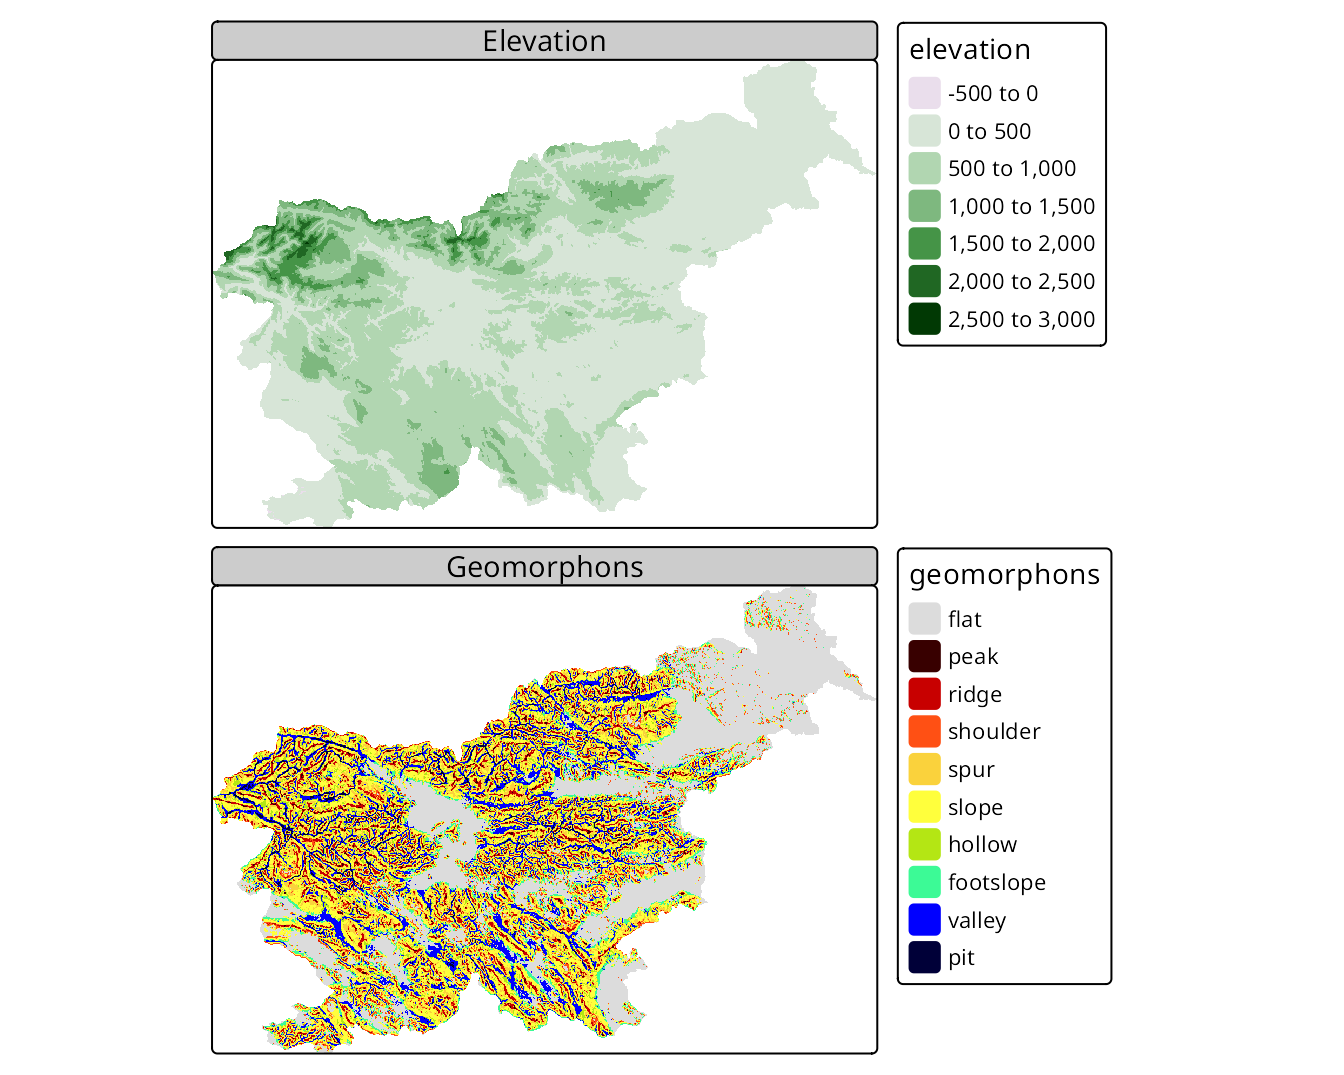 Elevation
elevation
-500 to 0
0 to 500
500 to 1,000
1,000 to 1,500
1,500 to 2,000
2,000 to 2,500
2,500 to 3,000
Geomorphons
geomorphons
flat
peak
ridge
shoulder
spur
slope
hollow
footslope
valley
pit